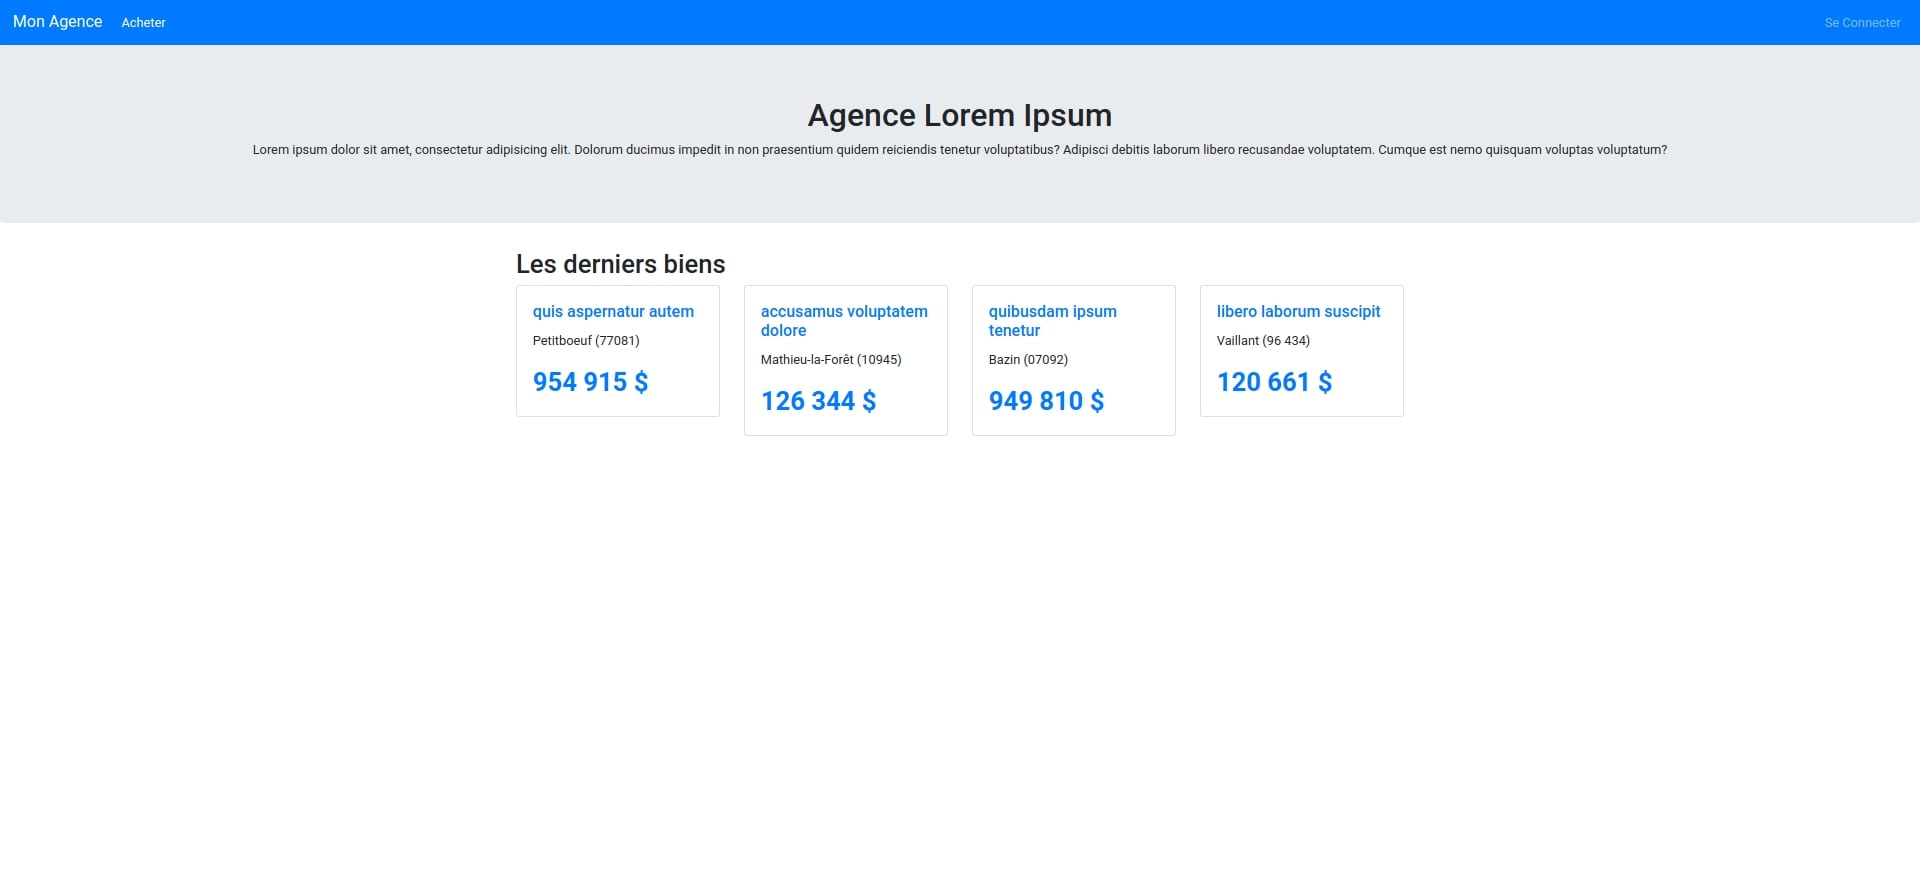 Mon Agence
Acheter
Se Connecter
Agence Lorem Ipsum
Lorem ipsum dolor sit amet, consectetur adipisicing elit. Dolorum ducimus impedit in non praesentium quidem reiciendis tenetur voluptatibus? Adipisci debitis laborum libero recusandae voluptatem. Cumque est nemo quisquam voluptas voluptatum?
Les derniers biens
quis aspernatur autem
Petitboeuf (77081)
954 915 $
accusamus voluptatem
dolore
Mathieu-la-Forêt (10945)
126 344 $
quibusdam ipsum
tenetur
Bazin (07092)
949 810 $
libero laborum suscipit
Vaillant (96 434)
120 661 $